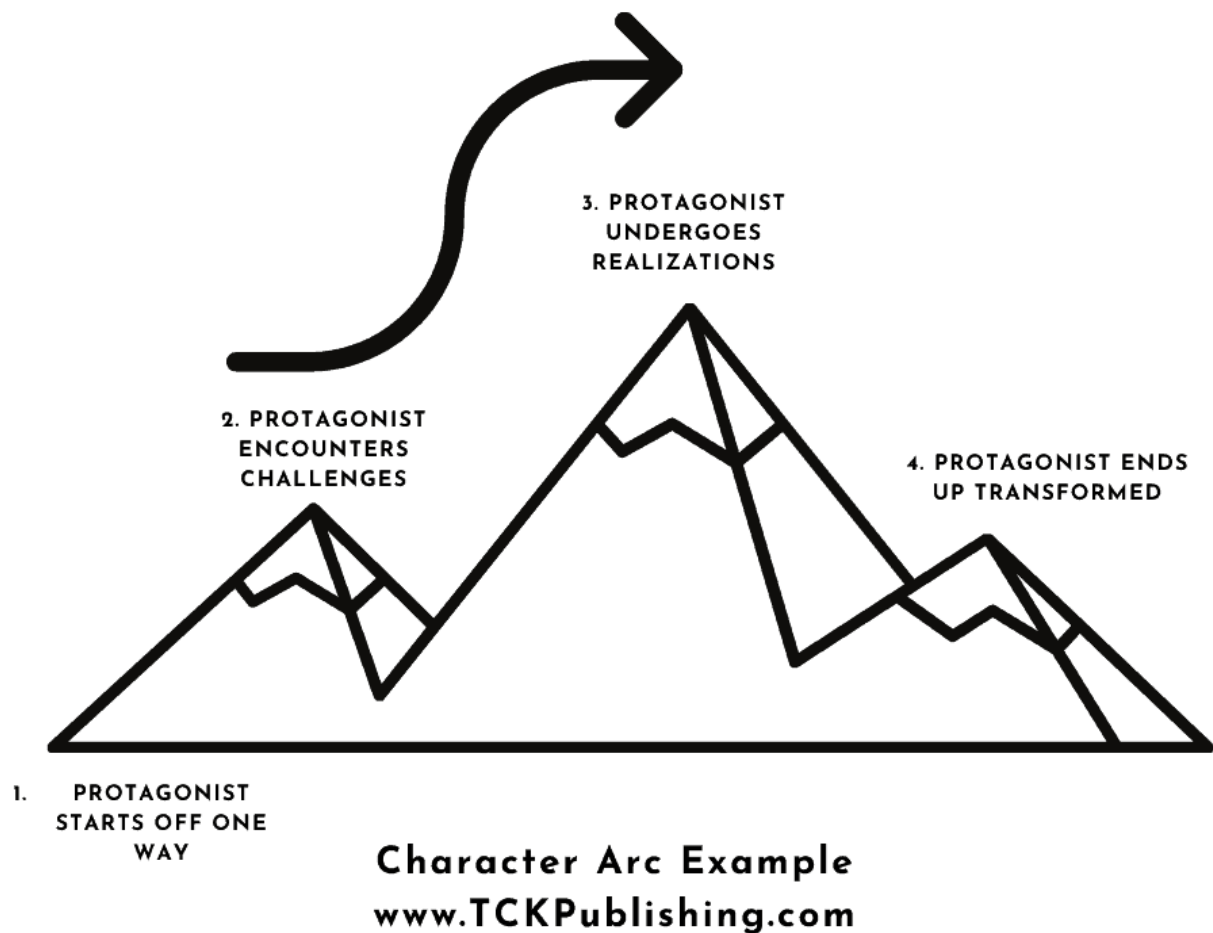 3. PROTAGONIST
UNDERGOES
REALIZATIONS
2. PROTAGONIST
ENCOUNTERS
CHALLENGES
4. PROTAGONIST ENDS
UP TRANSFORMED
1. PROTAGONIST
STARTS OFF ONE
WAY
Character Arc Example
www.TCKPublishing.com